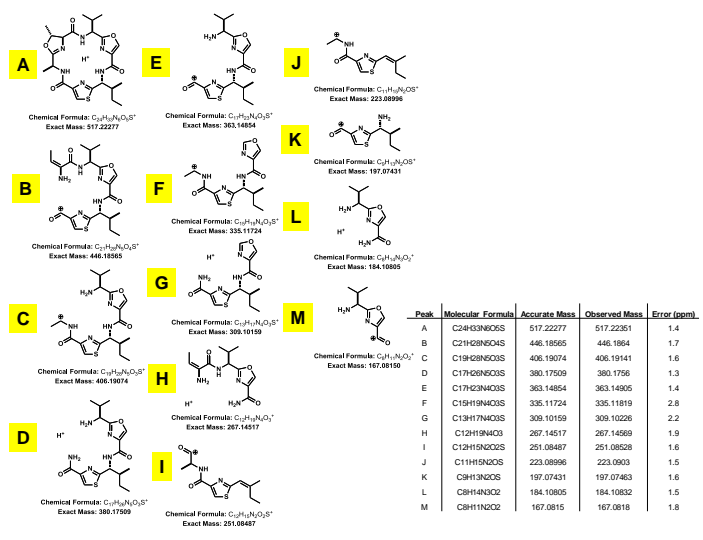 A
Chemical Formula: C₂₄H₃₃N₆O₅S⁺
Exact Mass: 517.22277
B
Chemical Formula: C₂₁H₂₈N₅O₄S⁺
Exact Mass: 446.18565
C
Chemical Formula: C₁₉H₂₈N₅O₃S⁺
Exact Mass: 406.19074
D
Chemical Formula: C₁₇H₂₆N₅O₃S⁺
Exact Mass: 380.17509
E
Chemical Formula: C₁₇H₂₃N₄O₃S⁺
Exact Mass: 363.14854
F
Chemical Formula: C₁₅H₁₉N₄O₃S⁺
Exact Mass: 335.11724
G
Chemical Formula: C₁₃H₁₇N₄O₃S⁺
Exact Mass: 309.10159
H
Chemical Formula: C₁₂H₁₉N₄O₃⁺
Exact Mass: 267.14517
I
Chemical Formula: C₁₂H₁₅N₂O₂S⁺
Exact Mass: 251.08487
J
Chemical Formula: C₁₁H₁₅N₂OS⁺
Exact Mass: 223.08996
K
Chemical Formula: C₉H₁₃N₂OS⁺
Exact Mass: 197.07431
L
Chemical Formula: C₈H₁₄N₃O₂⁺
Exact Mass: 184.10805
M
Chemical Formula: C₈H₁₁N₂O₂⁺
Exact Mass: 167.08150
Peak Molecular Formula Accurate Mass Observed Mass Error (ppm)
A C24H33N6O5S 517.22277 517.22351 1.4
B C21H28N5O4S 446.18565 446.1864 1.7
C C19H28N5O3S 406.19074 406.19141 1.6
D C17H26N5O3S 380.17509 380.1756 1.3
E C17H23N4O3S 363.14854 363.14905 1.4
F C15H19N4O3S 335.11724 335.11819 2.8
G C13H17N4O3S 309.10159 309.10226 2.2
H C12H19N4O3 267.14517 267.14569 1.9
I C12H15N2O2S 251.08487 251.08528 1.6
J C11H15N2OS 223.08996 223.0903 1.5
K C9H13N2OS 197.07431 197.07463 1.6
L C8H14N3O2 184.10805 184.10832 1.5
M C8H11N2O2 167.0815 167.0818 1.8